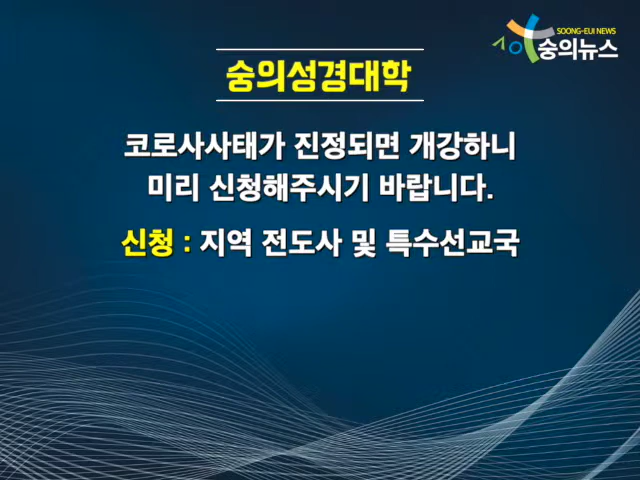 SOONG-EUI NEWS
숭의뉴스
숭의성경대학
코로사사태가 진정되면 개강하니
미리 신청해주시기 바랍니다.
신청 : 지역 전도사 및 특수선교국